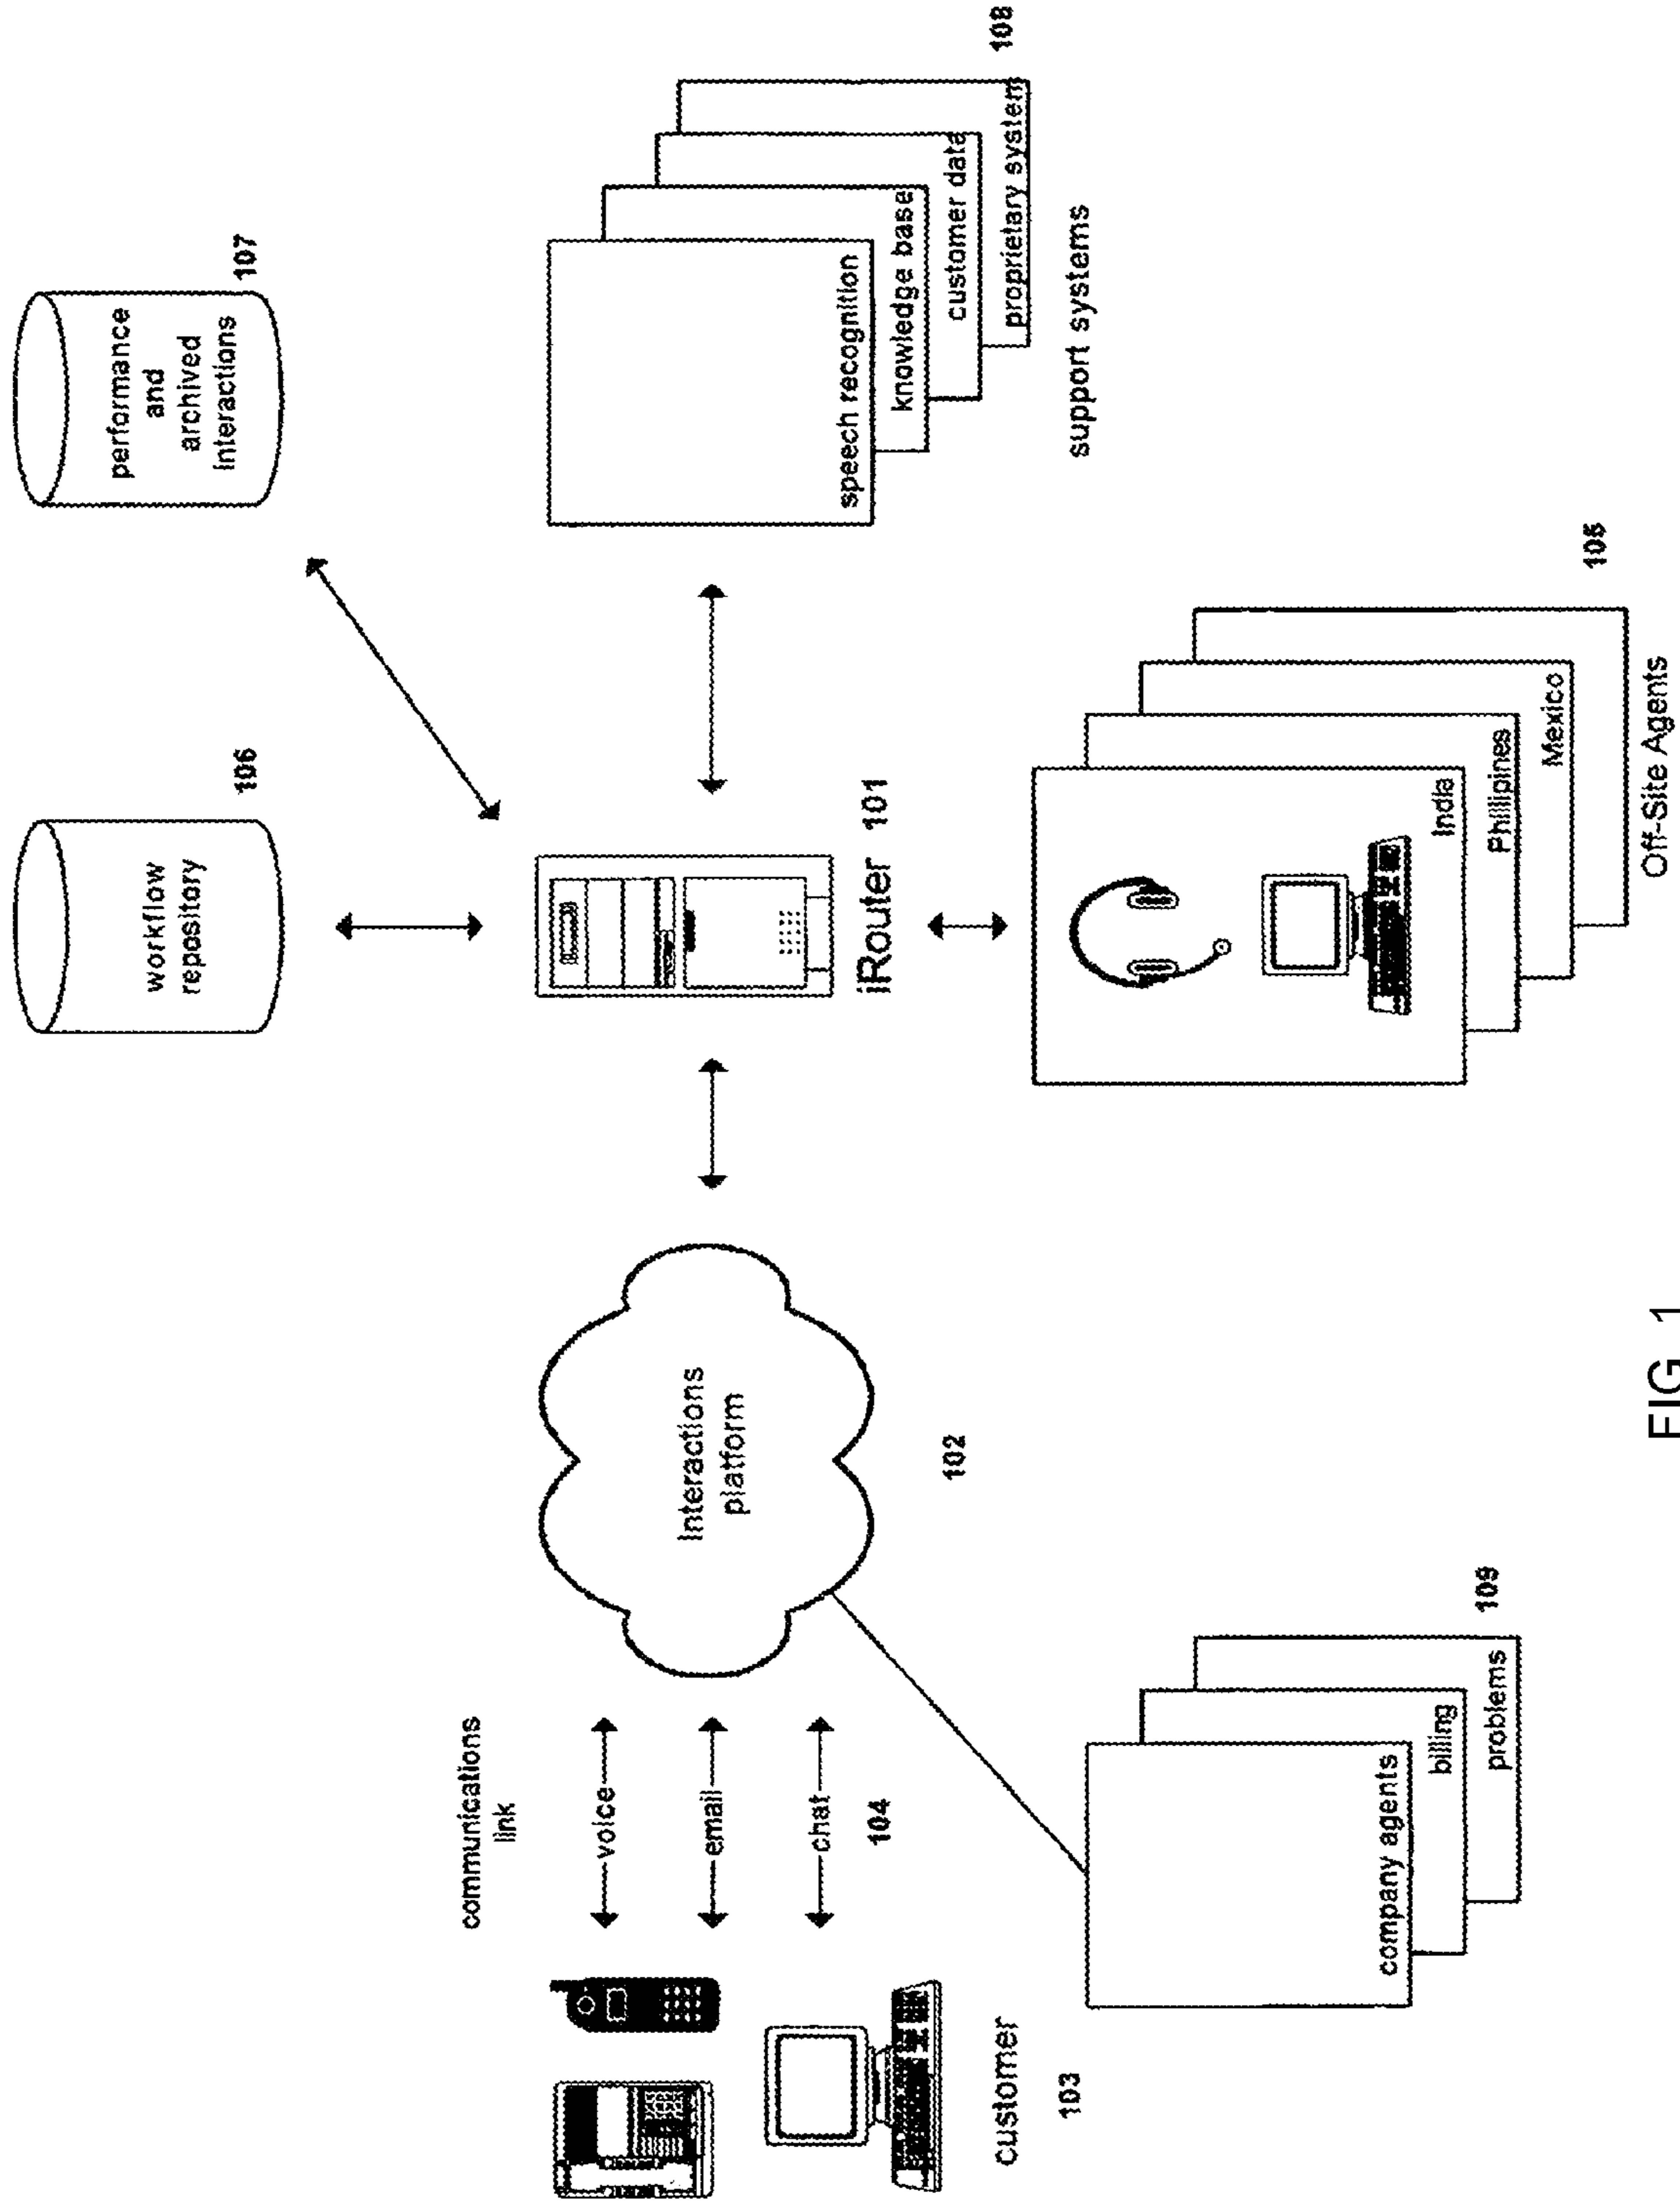 workflow
repository
106
performance
and
archived
interactions
107
communications
link
voice
email
chat
104
customer
103
Interactions
platform
102
iRouter 101
speech recognition
knowledge base
customer data
proprietary system
108
support systems
company agents
billing
problems
109
India
Philipines
Mexico
105
Off-Site Agents
FIG 1